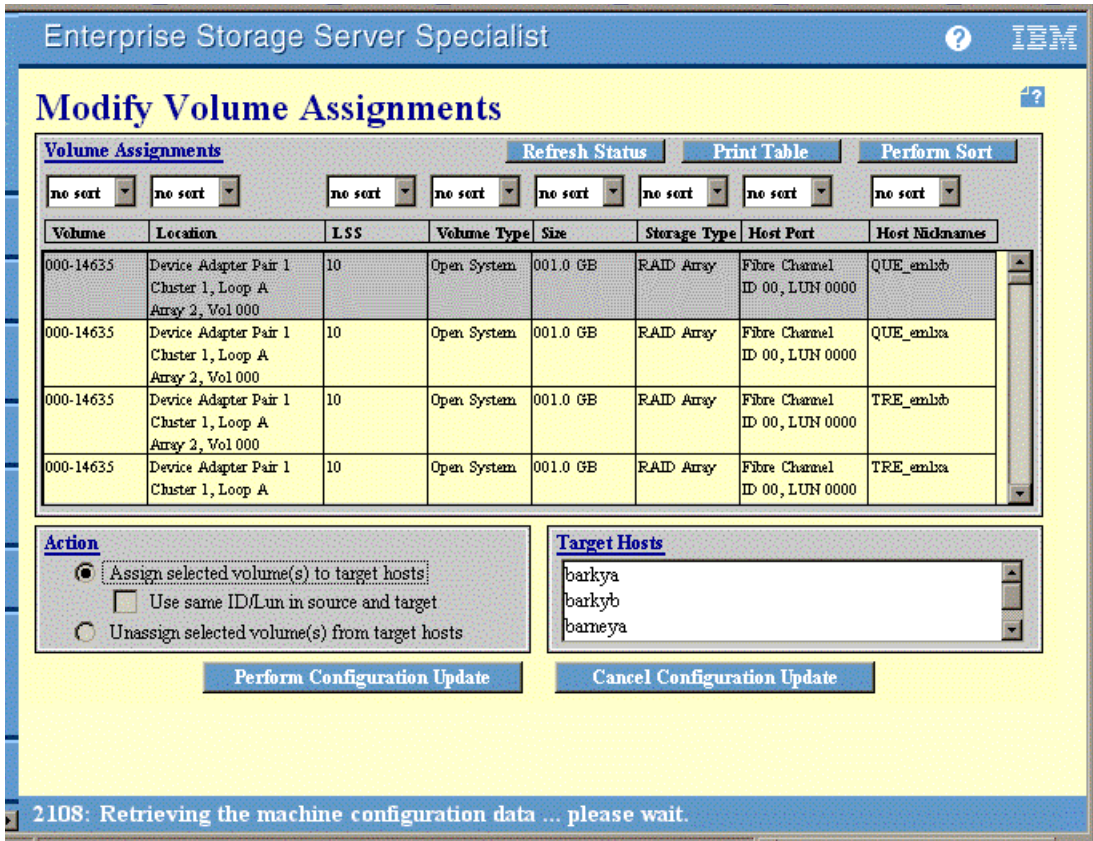 Enterprise Storage Server Specialist ? IBM
Modify Volume Assignments ?
Volume Assignments Refresh Status Print Table Perform Sort
no sort no sort no sort no sort no sort no sort no sort no sort
Volume Location LSS Volume Type Size Storage Type Host Port Host Nicknames
000-14635 Device Adapter Pair 1 10 Open System 001.0 GB RAID Array Fibre Channel QUE_emlxb
Cluster 1, Loop A ID 00, LUN 0000
Array 2, Vol 000
000-14635 Device Adapter Pair 1 10 Open System 001.0 GB RAID Array Fibre Channel QUE_emlxa
Cluster 1, Loop A ID 00, LUN 0000
Array 2, Vol 000
000-14635 Device Adapter Pair 1 10 Open System 001.0 GB RAID Array Fibre Channel TRE_emlxb
Cluster 1, Loop A ID 00, LUN 0000
Array 2, Vol 000
000-14635 Device Adapter Pair 1 10 Open System 001.0 GB RAID Array Fibre Channel TRE_emlxa
Cluster 1, Loop A ID 00, LUN 0000
Action Target Hosts
Assign selected volume(s) to target hosts barkya
Use same ID/Lun in source and target barkyb
Unassign selected volume(s) from target hosts barneya
Perform Configuration Update Cancel Configuration Update
2108: Retrieving the machine configuration data ... please wait.